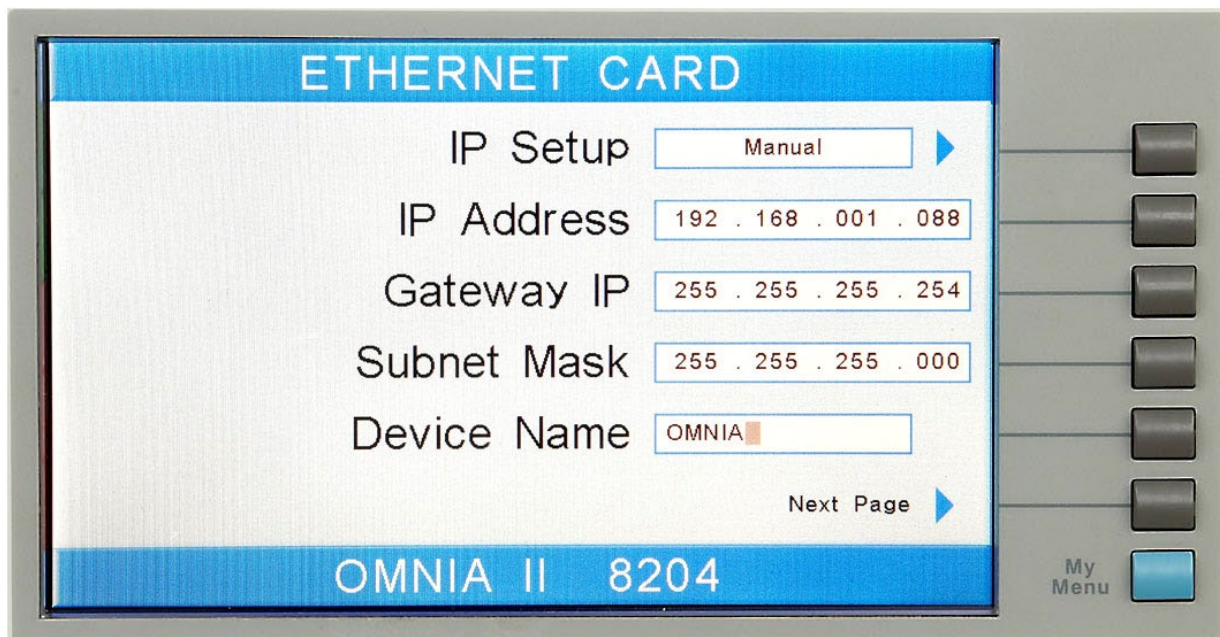 ETHERNET CARD
IP Setup Manual
IP Address 192 . 168 . 001 . 088
Gateway IP 255 . 255 . 255 . 254
Subnet Mask 255 . 255 . 255 . 000
Device Name OMNIA
Next Page
OMNIA II 8204
My
Menu